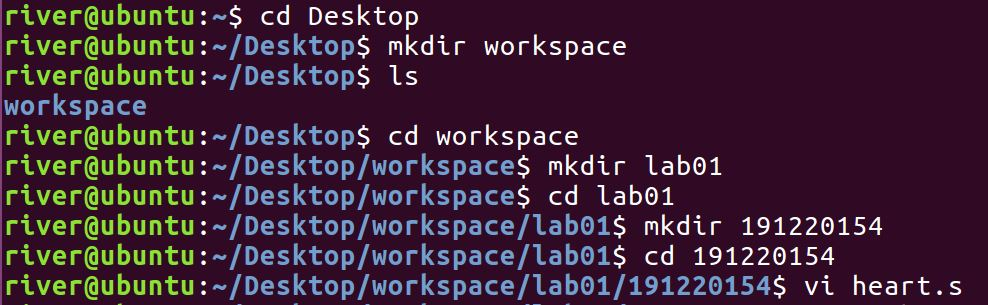 river@ubuntu:~$ cd Desktop
river@ubuntu:~/Desktop$ mkdir workspace
river@ubuntu:~/Desktop$ ls
workspace
river@ubuntu:~/Desktop$ cd workspace
river@ubuntu:~/Desktop/workspace$ mkdir lab01
river@ubuntu:~/Desktop/workspace$ cd lab01
river@ubuntu:~/Desktop/workspace/lab01$ mkdir 191220154
river@ubuntu:~/Desktop/workspace/lab01$ cd 191220154
river@ubuntu:~/Desktop/workspace/lab01/191220154$ vi heart.s